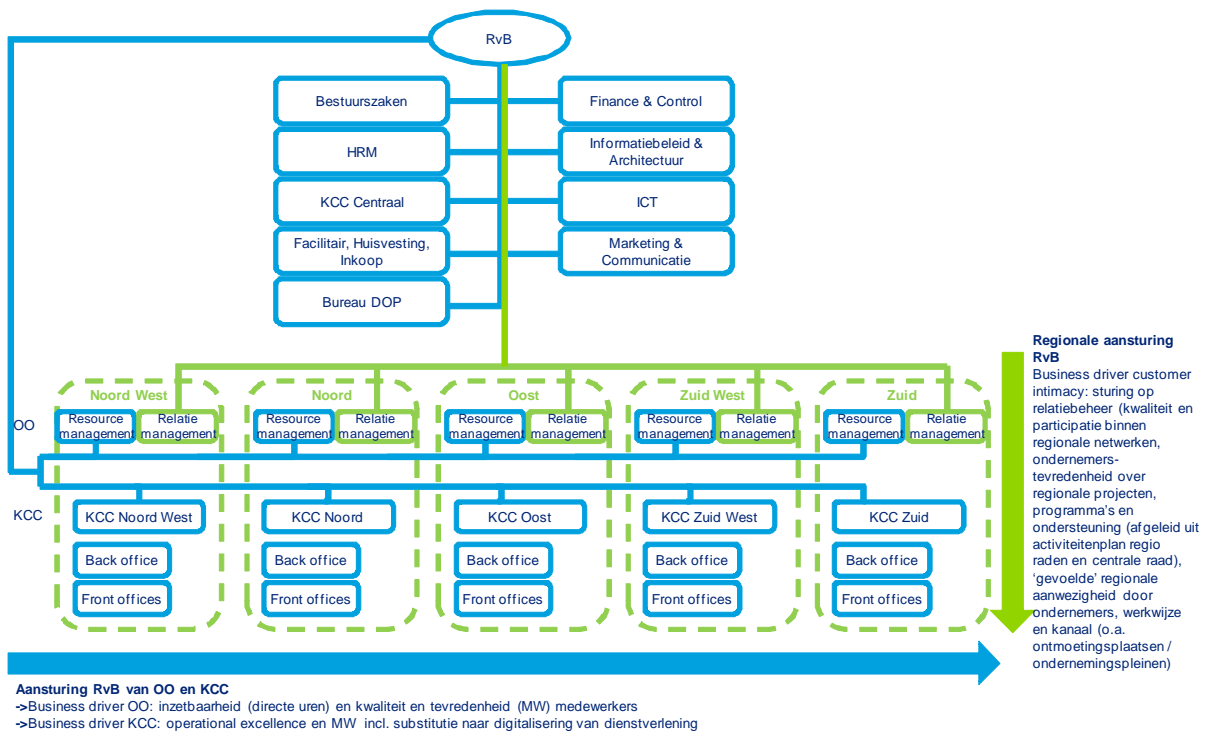 RvB
Bestuurszaken
Finance & Control
HRM
Informatiebeleid &
Architectuur
KCC Centraal
ICT
Facilitair, Huisvesting,
Inkoop
Marketing &
Communicatie
Bureau DOP
Noord West
Noord
Oost
Zuid West
Zuid
OO
Resource
management
Relatie
management
Resource
management
Relatie
management
Resource
management
Relatie
management
Resource
management
Relatie
management
Resource
management
Relatie
management
KCC
KCC Noord West
KCC Noord
KCC Oost
KCC Zuid West
KCC Zuid
Back office
Back office
Back office
Back office
Back office
Front offices
Front offices
Front offices
Front offices
Front offices
Regionale aansturing
RvB
Business driver customer
intimacy: sturing op
relatiebeheer (kwaliteit en
participatie binnen
regionale netwerken,
ondernemers-
tevredenheid over
regionale projecten,
programma's en
ondersteuning (afgeleid uit
activiteitenplan regio
raden en centrale raad),
‘gevoelde’ regionale
aanwezigheid door
ondernemers, werkwijze
en kanaal (o.a.
ontmoetingsplaatsen /
ondernemingspleinen)
Aansturing RvB van OO en KCC
->Business driver OO: inzetbaarheid (directe uren) en kwaliteit en tevredenheid (MW) medewerkers
->Business driver KCC: operational excellence en MW incl. substitutie naar digitalisering van dienstverlening